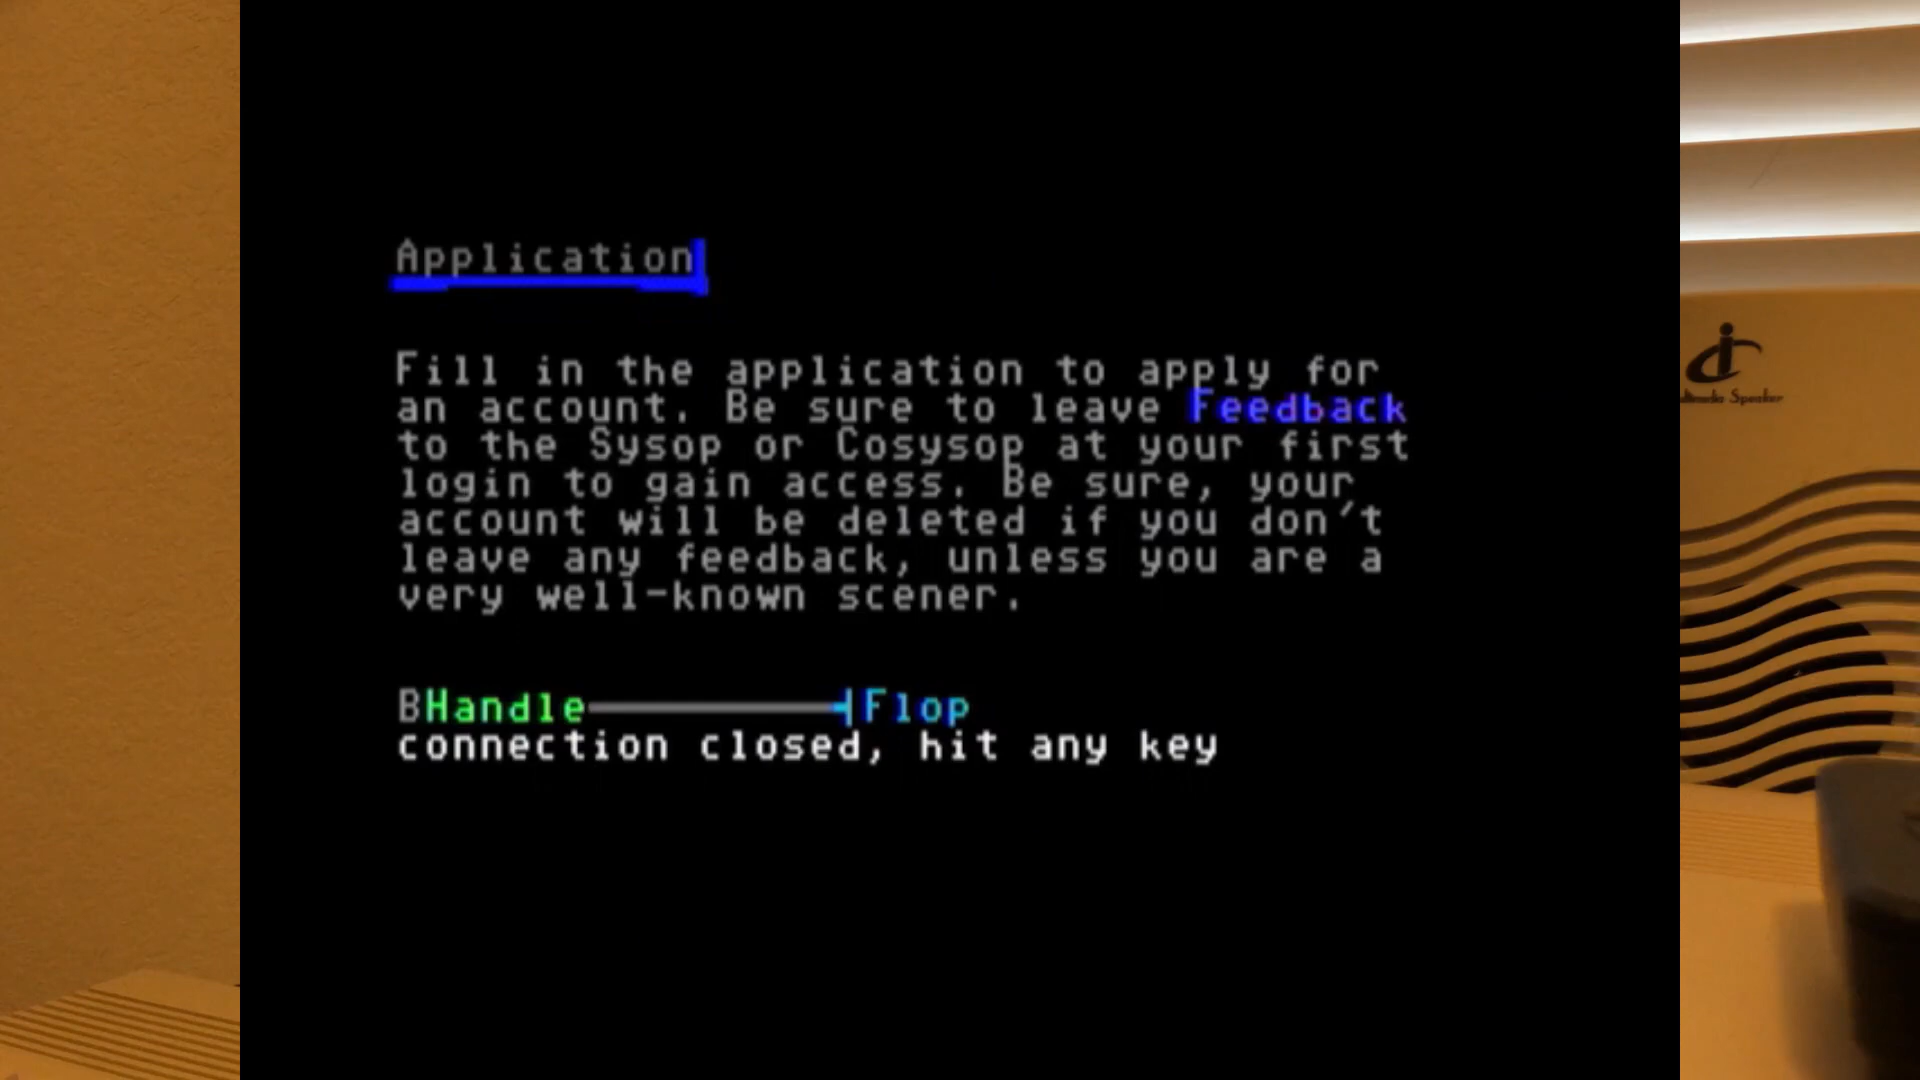 Application
Fill in the application to apply for
an account. Be sure to leave Feedback
to the Sysop or Cosysop at your first
login to gain access. Be sure, your
account will be deleted if you don't
leave any feedback, unless you are a
very well-known scener.
BHandle Flop
connection closed, hit any key
Speaker